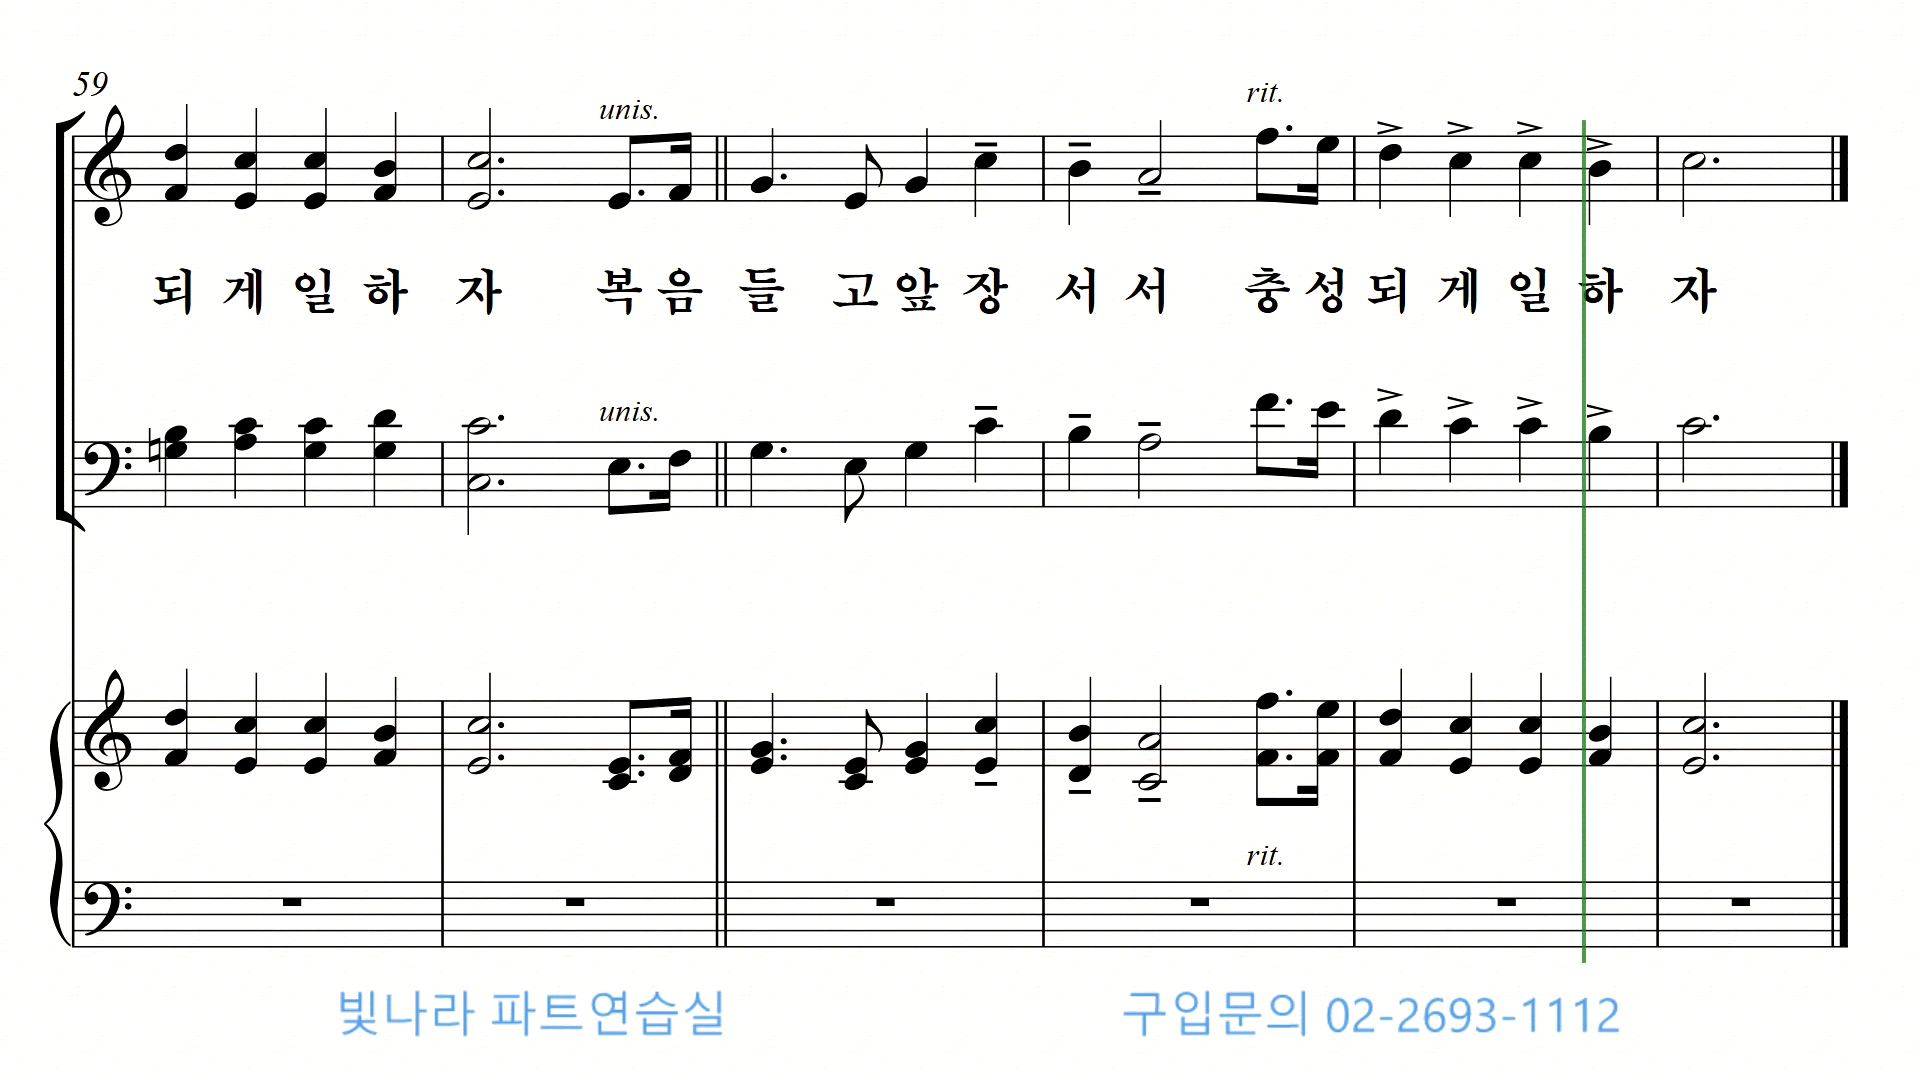 59
unis.
rit.
되 게 일 하 자 복 음 들 고 앞 장 서 서 충 성 되 게 일 하 자
unis.
rit.
빛나라 파트연습실 구입문의 02-2693-1112